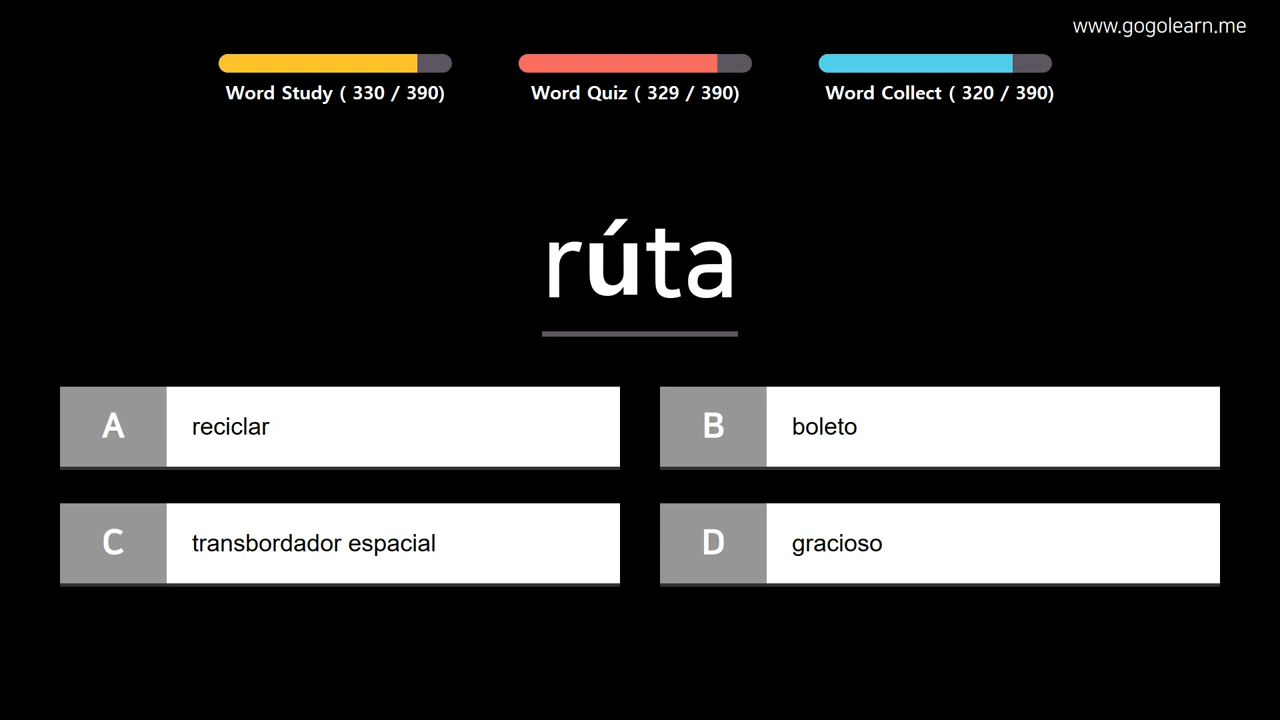 www.gogolearn.me
Word Study ( 330 / 390)
Word Quiz ( 329 / 390)
Word Collect ( 320 / 390)
rúta
A reciclar
B boleto
C transbordador espacial
D gracioso